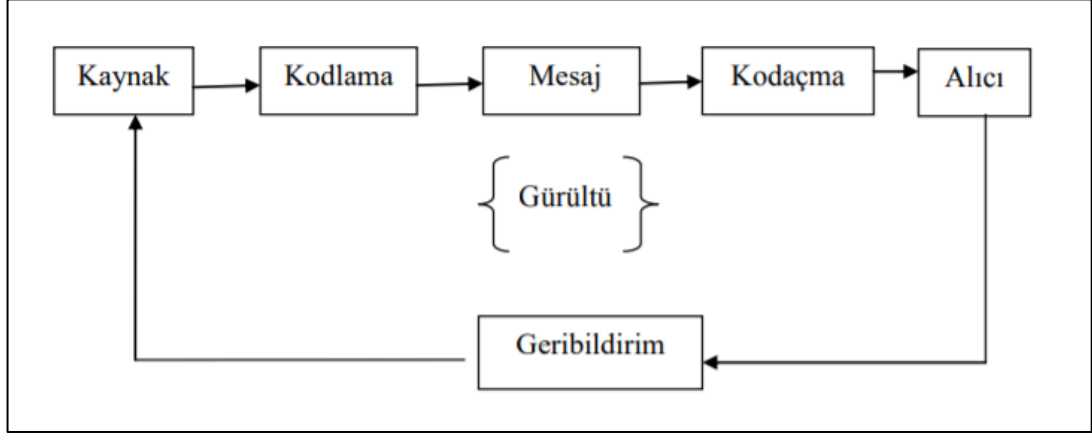 Kaynak
Kodlama
Mesaj
Kodaçma
Alıcı
Gürültü
Geribildirim